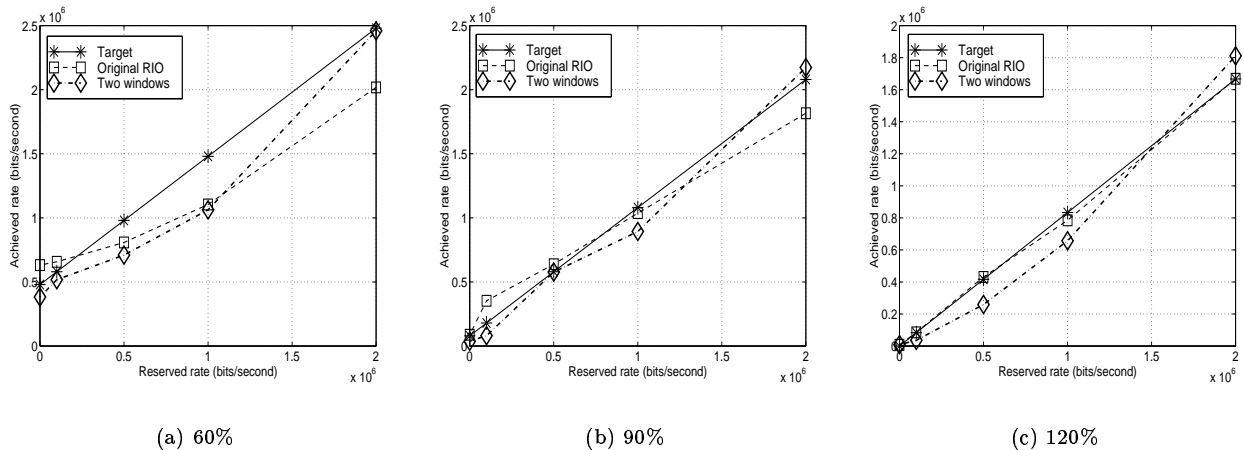 x 10^6
2.5
2
1.5
1
0.5
0
Achieved rate (bits/second)
Target
Original RIO
Two windows
0
0.5
1
1.5
2
Reserved rate (bits/second)
x 10^6
(a) 60%
x 10^6
2.5
2
1.5
1
0.5
0
Achieved rate (bits/second)
Target
Original RIO
Two windows
0
0.5
1
1.5
2
Reserved rate (bits/second)
x 10^6
(b) 90%
x 10^6
2
1.8
1.6
1.4
1.2
1
0.8
0.6
0.4
0.2
0
Achieved rate (bits/second)
Target
Original RIO
Two windows
0
0.5
1
1.5
2
Reserved rate (bits/second)
x 10^6
(c) 120%